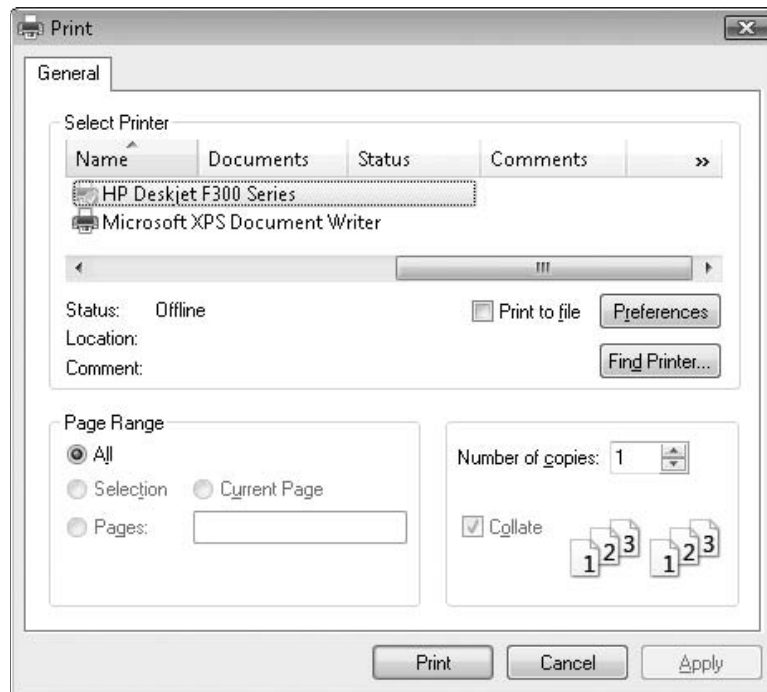 Print
General
Select Printer
Name Documents Status Comments »
HP Deskjet F300 Series
Microsoft XPS Document Writer
Status: Offline
Print to file
Preferences
Location:
Comment:
Find Printer...
Page Range
All
Selection Current Page
Pages:
Number of copies: 1
Collate
1 2 3 1 2 3
Print Cancel Apply